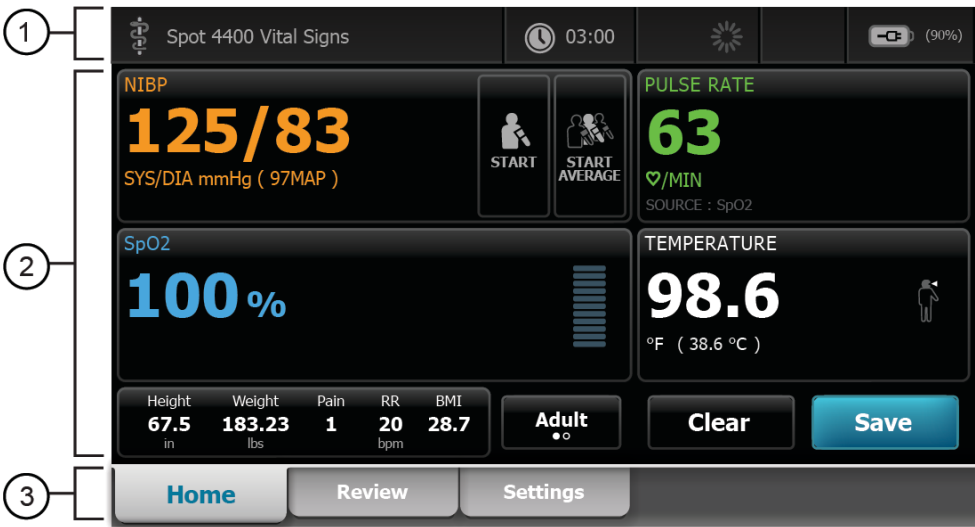 1
Spot 4400 Vital Signs
03:00
(90%)
2
NIBP
125/83
SYS/DIA mmHg ( 97MAP )
START
START
AVERAGE
PULSE RATE
63
♡/MIN
SOURCE : SpO2
SpO2
100 %
TEMPERATURE
98.6
°F ( 38.6 °C )
Height Weight Pain RR BMI
67.5 183.23 1 20 28.7
in lbs bpm
Adult
Clear
Save
3
Home Review Settings